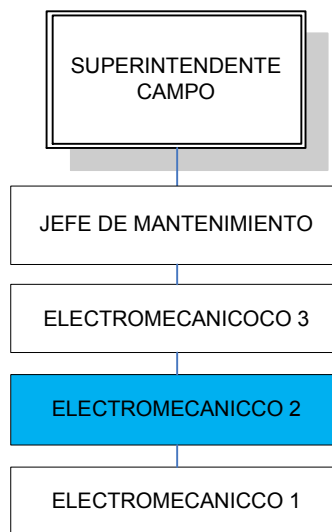 SUPERINTENDENTE
CAMPO
JEFE DE MANTENIMIENTO
ELECTROMECANICOCO 3
ELECTROMECANICCO 2
ELECTROMECANICCO 1